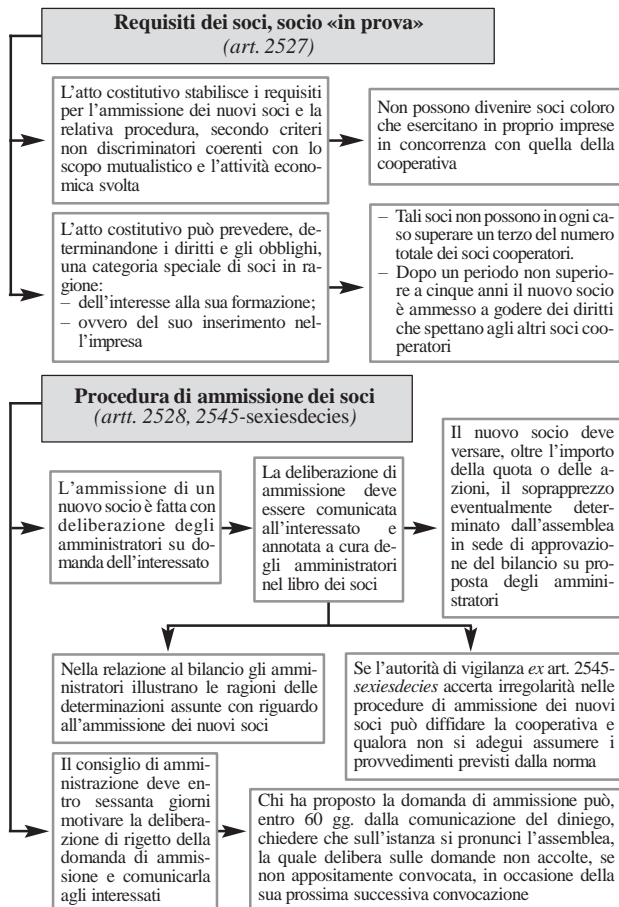 Requisiti dei soci, socio «in prova»
(art. 2527)
L'atto costitutivo stabilisce i requisiti
per l'ammissione dei nuovi soci e la
relativa procedura, secondo criteri
non discriminatori coerenti con lo
scopo mutualistico e l'attività econo-
mica svolta
Non possono divenire soci coloro
che esercitano in proprio imprese
in concorrenza con quella della
cooperativa
L'atto costitutivo può prevedere, de-
terminandone i diritti e gli obblighi,
una categoria speciale di soci in ra-
gione:
– dell'interesse alla sua formazione;
– ovvero del suo inserimento nel-
l'impresa
– Tali soci non possono in ogni ca-
so superare un terzo del numero
totale dei soci cooperatori.
– Dopo un periodo non superiore
a cinque anni il nuovo socio
è ammesso a godere dei diritti
che spettano agli altri soci coo-
peratori
Procedura di ammissione dei soci
(artt. 2528, 2545-sexiesdecies)
L'ammissione di un
nuovo socio è fatta con
deliberazione degli
amministratori su do-
manda dell'interessato
La deliberazione di
ammissione deve
essere comunicata
all'interessato e
annotata a cura de-
gli amministratori
nel libro dei soci
Il nuovo socio deve
versare, oltre l'importo
della quota o delle a-
zioni, il soprapprezzo
eventualmente determi-
nato dall'assemblea
in sede di approvazio-
ne del bilancio su pro-
posta degli ammini-
stratori
Nella relazione al bilancio gli ammi-
nistratori illustrano le ragioni delle
determinazioni assunte con riguardo
all'ammissione dei nuovi soci
Se l'autorità di vigilanza ex art. 2545-
sexiesdecies accerta irregolarità nelle
procedure di ammissione dei nuovi
soci può diffidare la cooperativa e
qualora non si adegui assumere i
provvedimenti previsti dalla norma
Il consiglio di ammi-
nistrazione deve en-
tro sessanta giorni
motivare la delibera-
zione di rigetto della
domanda di ammis-
sione e comunicarla
agli interessati
Chi ha proposto la domanda di ammissione può,
entro 60 gg. dalla comunicazione del diniego,
chiedere che sull'istanza si pronunci l'assemblea,
la quale delibera sulle domande non accolte, se
non appositamente convocata, in occasione della
sua prossima successiva convocazione